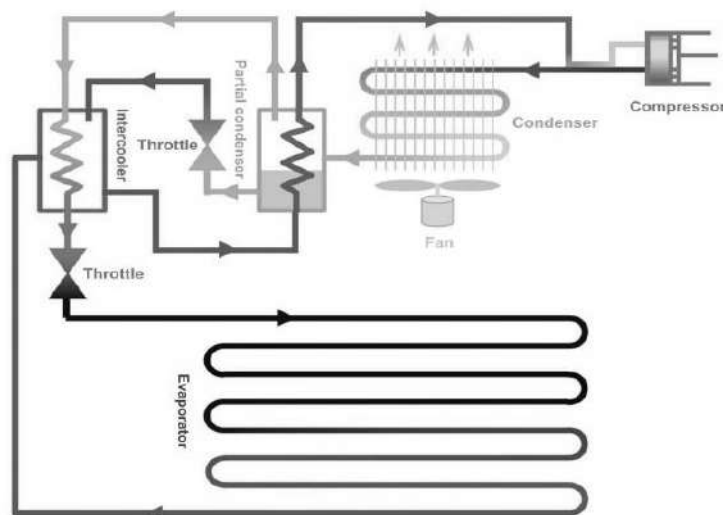 Partial condenser
Compressor
Condenser
Intercooler
Throttle
Fan
Throttle
Evaporator